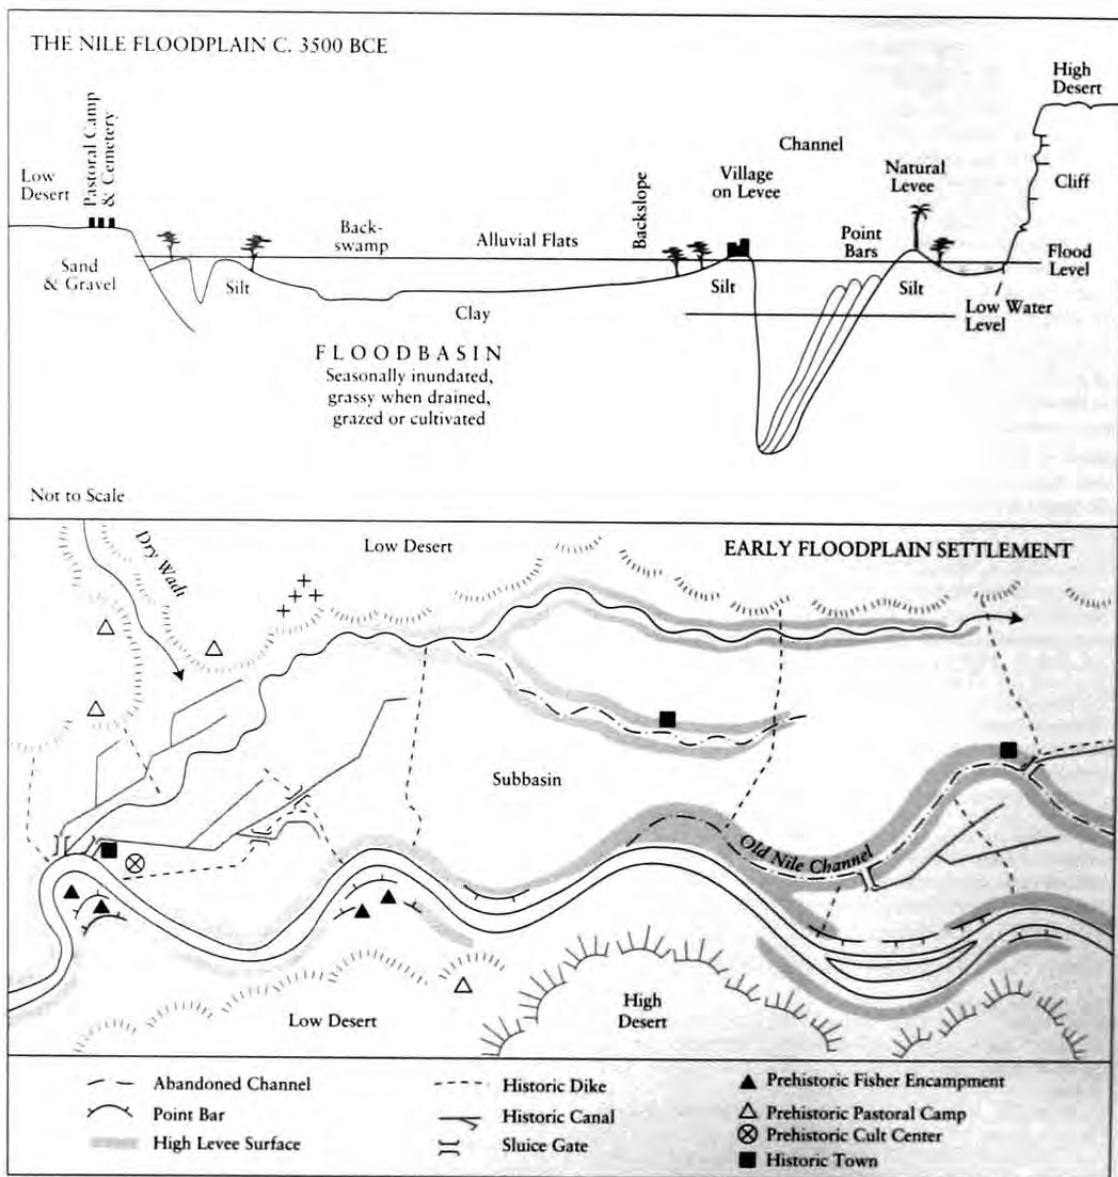 THE NILE FLOODPLAIN C. 3500 BCE
High
Desert
Pastoral Camp
& Cemetery
Low
Desert
Channel
Village
on Levee
Natural
Levee
Cliff
Backslope
Back-
swamp
Alluvial Flats
Point
Bars
Flood
Level
Sand
& Gravel
Silt
Silt
Silt
Clay
Low Water
Level
FLOODBASIN
Seasonally inundated,
grassy when drained,
grazed or cultivated
Not to Scale
Dry Wadi
Low Desert
EARLY FLOODPLAIN SETTLEMENT
Subbasin
Old Nile Channel
Low Desert
High
Desert
Abandoned Channel
Point Bar
High Levee Surface
Historic Dike
Historic Canal
Sluice Gate
Prehistoric Fisher Encampment
Prehistoric Pastoral Camp
Prehistoric Cult Center
Historic Town